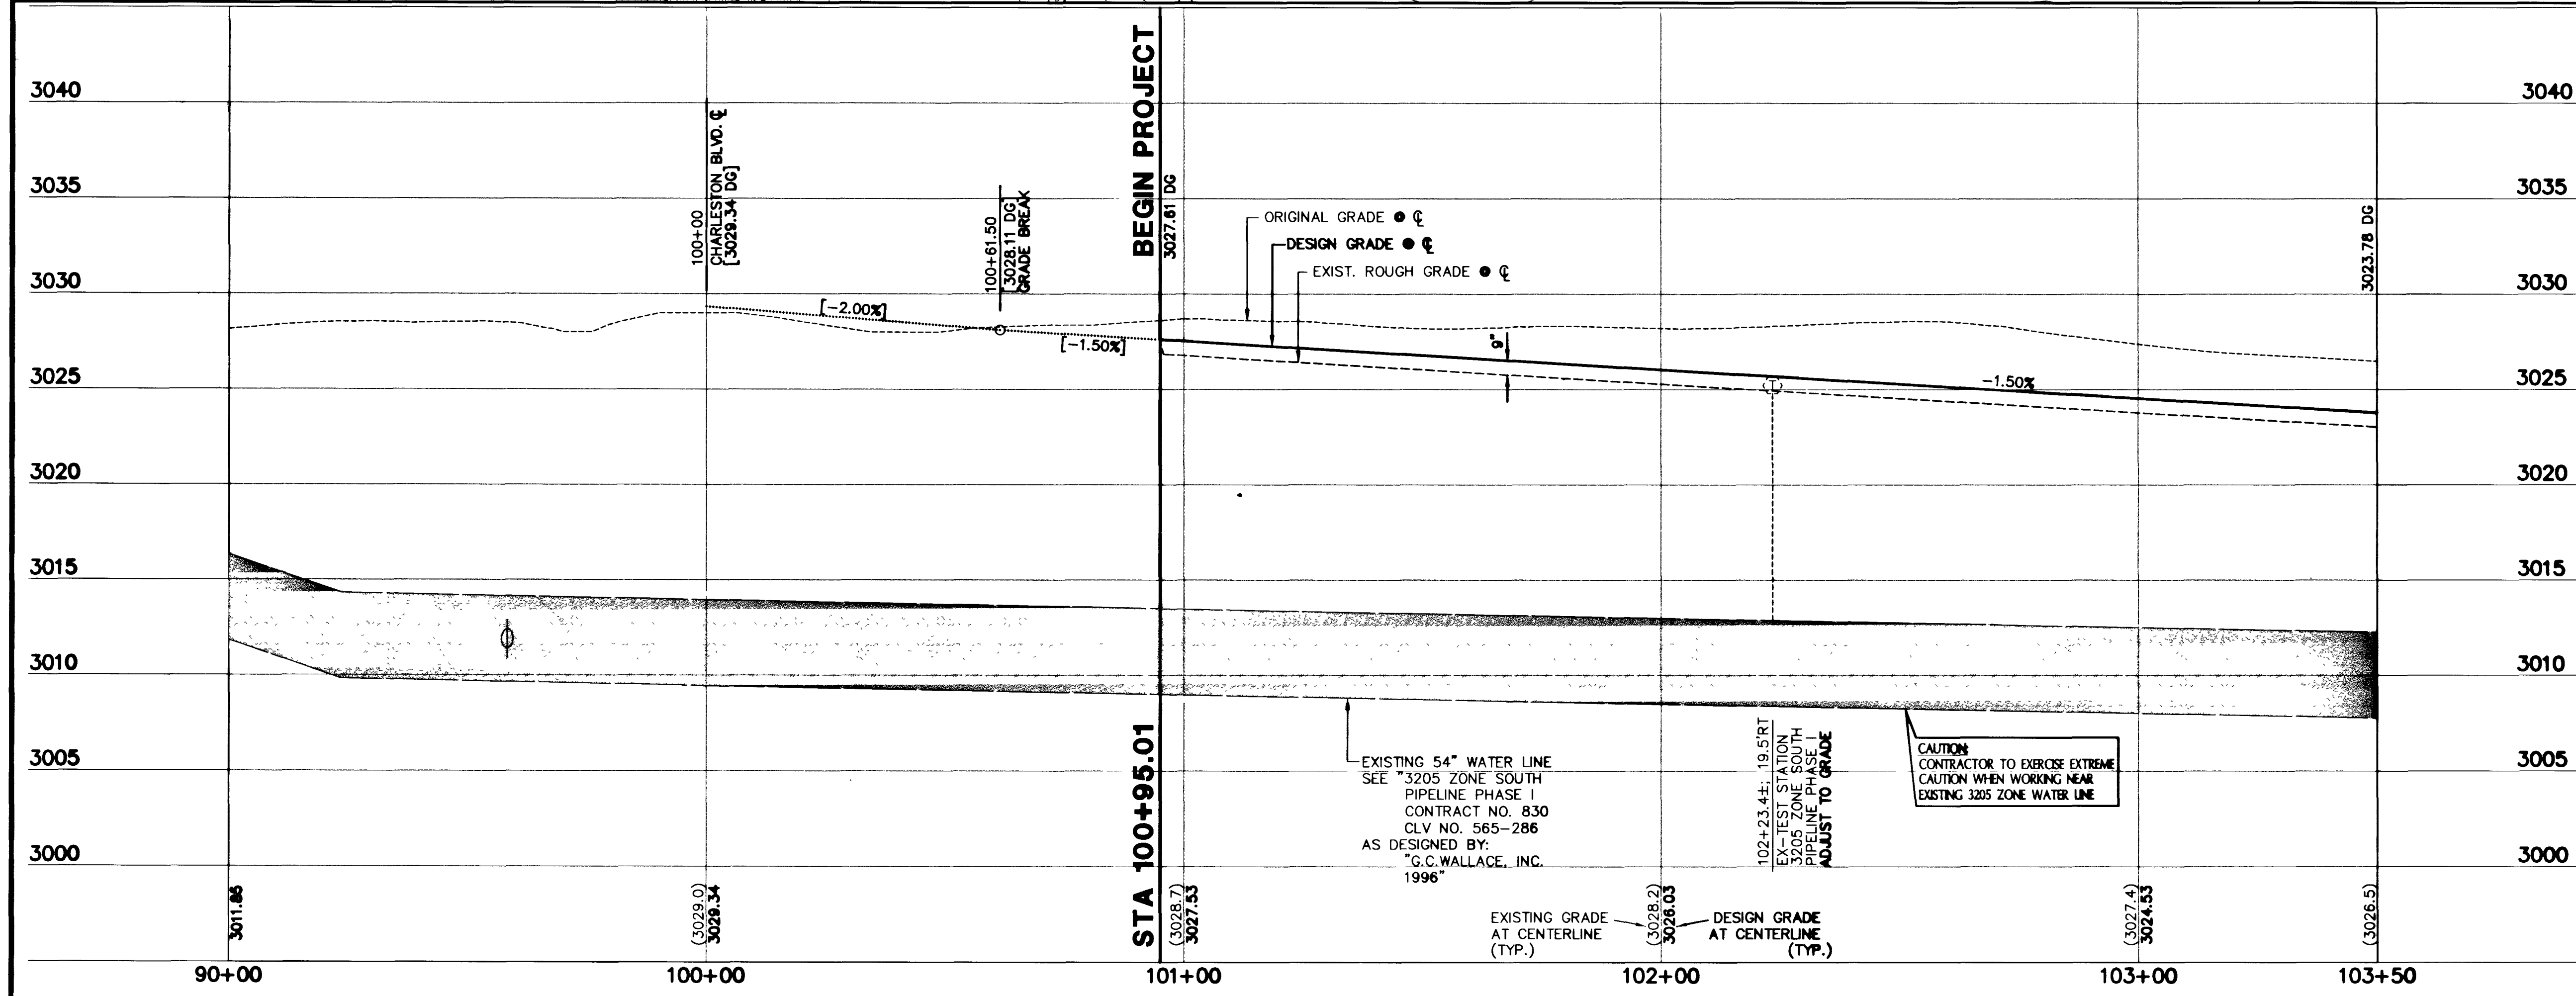 3040
3035
3030
3025
3020
3015
3010
3005
3000
3040
3035
3030
3025
3020
3015
3010
3005
3000
100+00
CHARLESTON BLVD. ℄
[3029.34 DG]
100+61.50
[3028.11 DG]
GRADE BREAK
BEGIN PROJECT
3027.61 DG
STA 100+95.01
ORIGINAL GRADE @ ℄
DESIGN GRADE @ ℄
EXIST. ROUGH GRADE @ ℄
3023.78 DG
[-2.00%]
[-1.50%]
9"
-1.50%
T
EXISTING 54" WATER LINE
SEE "3205 ZONE SOUTH
PIPELINE PHASE I
CONTRACT NO. 830
CLV NO. 565-286
AS DESIGNED BY:
"G.C.WALLACE, INC.
1996"
102+23.4±; 19.5'RT
EX-TEST STATION
3205 ZONE SOUTH
PIPELINE PHASE I
ADJUST TO GRADE
CAUTION:
CONTRACTOR TO EXERCISE EXTREME
CAUTION WHEN WORKING NEAR
EXISTING 3205 ZONE WATER LINE
3011.85
(3029.0)
3029.34
(3028.7)
3027.53
EXISTING GRADE
AT CENTERLINE
(TYP.)
(3028.2)
3026.03
DESIGN GRADE
AT CENTERLINE
(TYP.)
(3027.4)
3024.53
(3026.5)
90+00
100+00
101+00
102+00
103+00
103+50